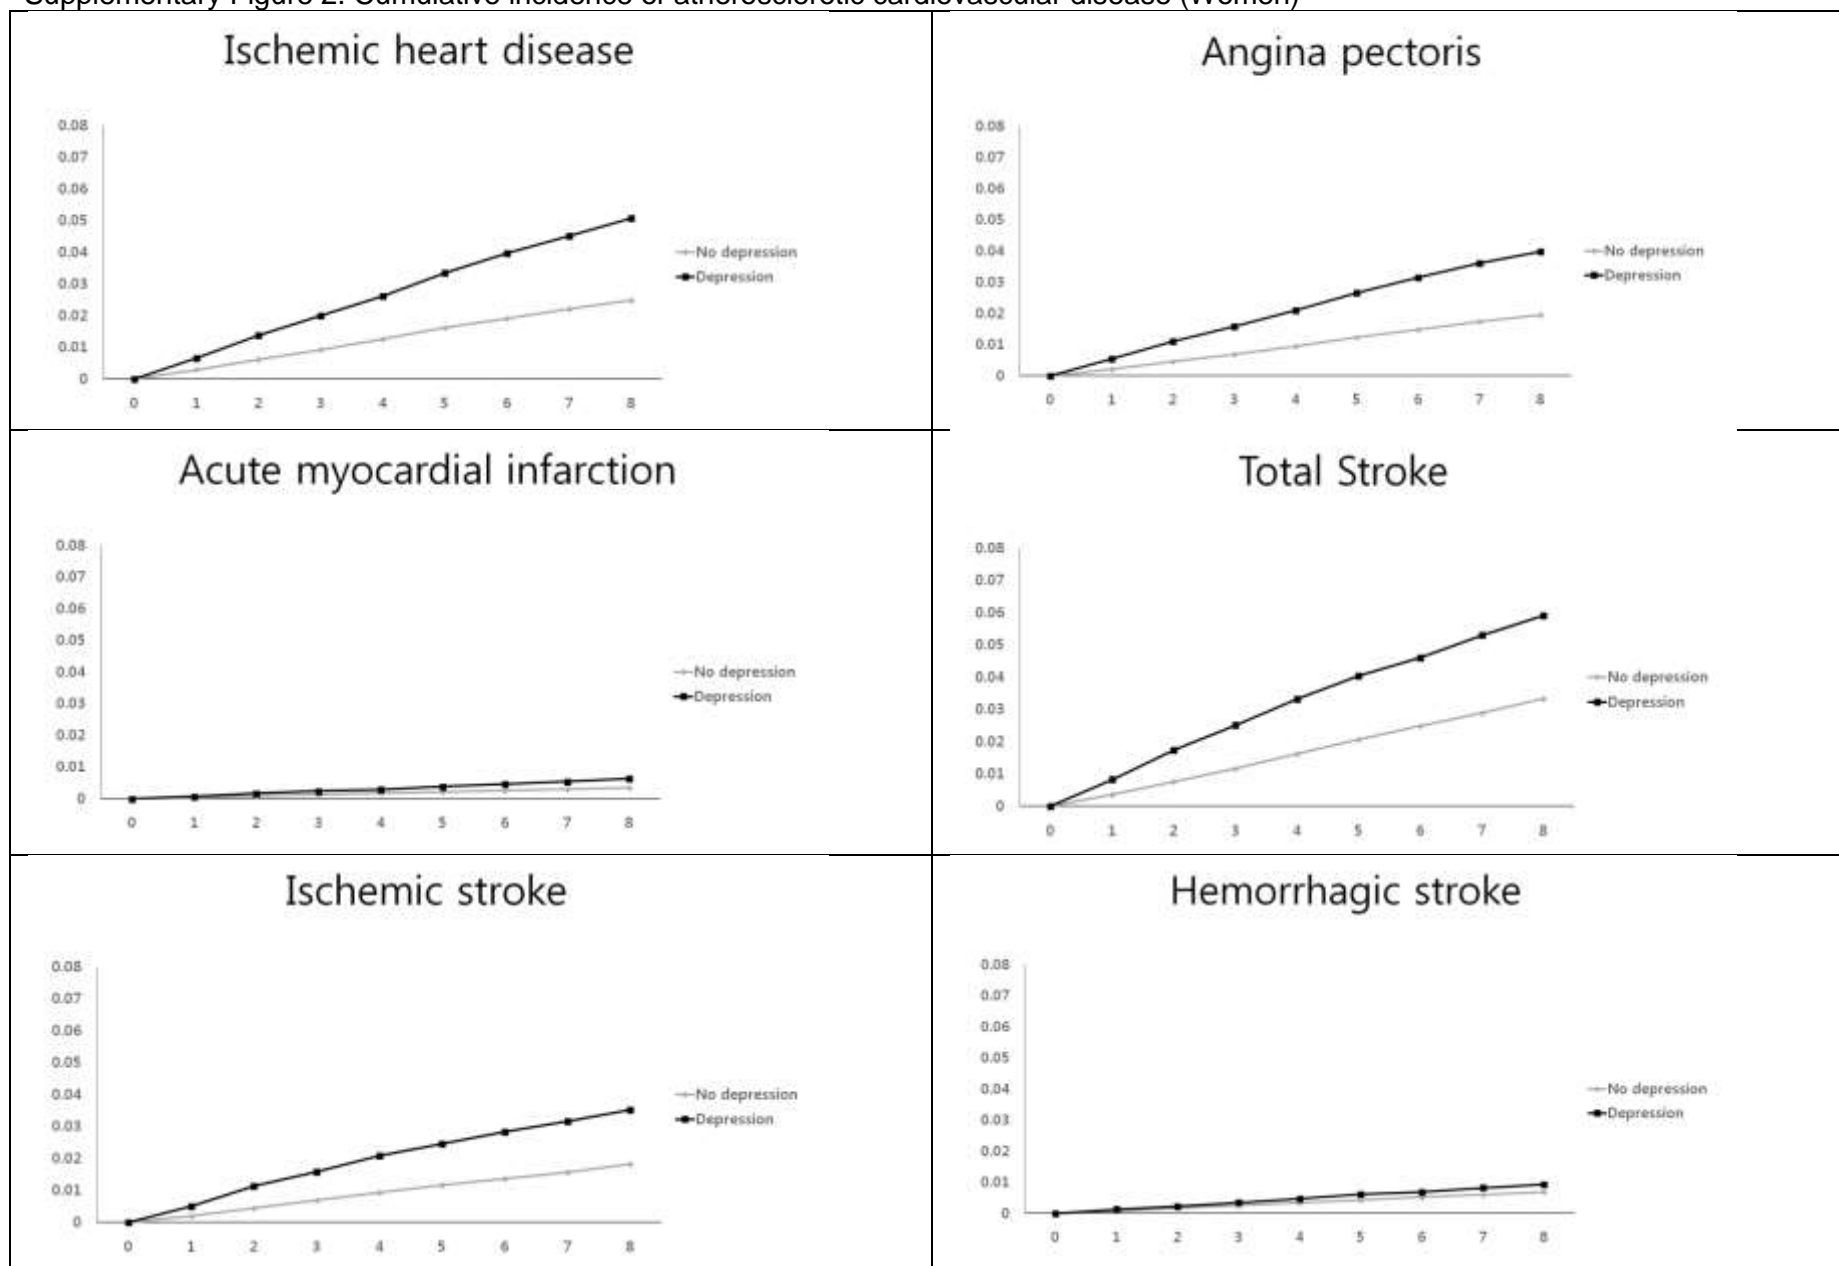 Supplementary Figure 2. Cumulative incidence of atherosclerotic cardiovascular disease (Women)
Ischemic heart disease
0.08
0.07
0.06
0.05
0.04
0.03
0.02
0.01
0
0 1 2 3 4 5 6 7 8
No depression
Depression
Angina pectoris
0.08
0.07
0.06
0.05
0.04
0.03
0.02
0.01
0
0 1 2 3 4 5 6 7 8
No depression
Depression
Acute myocardial infarction
0.08
0.07
0.06
0.05
0.04
0.03
0.02
0.01
0
0 1 2 3 4 5 6 7 8
No depression
Depression
Total Stroke
0.08
0.07
0.06
0.05
0.04
0.03
0.02
0.01
0
0 1 2 3 4 5 6 7 8
No depression
Depression
Ischemic stroke
0.08
0.07
0.06
0.05
0.04
0.03
0.02
0.01
0
0 1 2 3 4 5 6 7 8
No depression
Depression
Hemorrhagic stroke
0.08
0.07
0.06
0.05
0.04
0.03
0.02
0.01
0
0 1 2 3 4 5 6 7 8
No depression
Depression